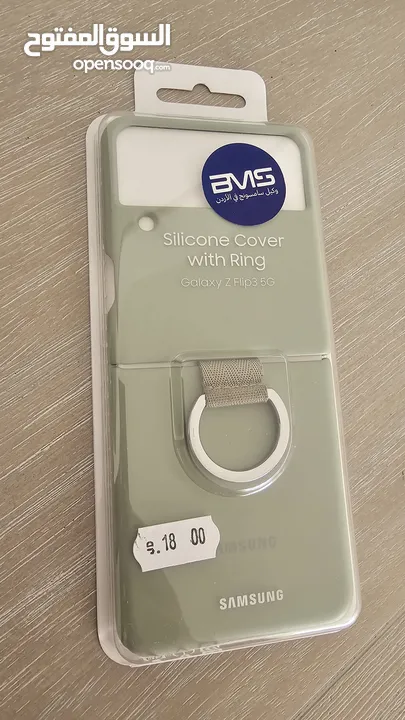 السوق المفتوح
opensooq.com
BMS
وكيل سامسونج في الأردن
Silicone Cover
with Ring
Galaxy Z Flip3 5G
18 00
SAMSUNG
SAMSUNG